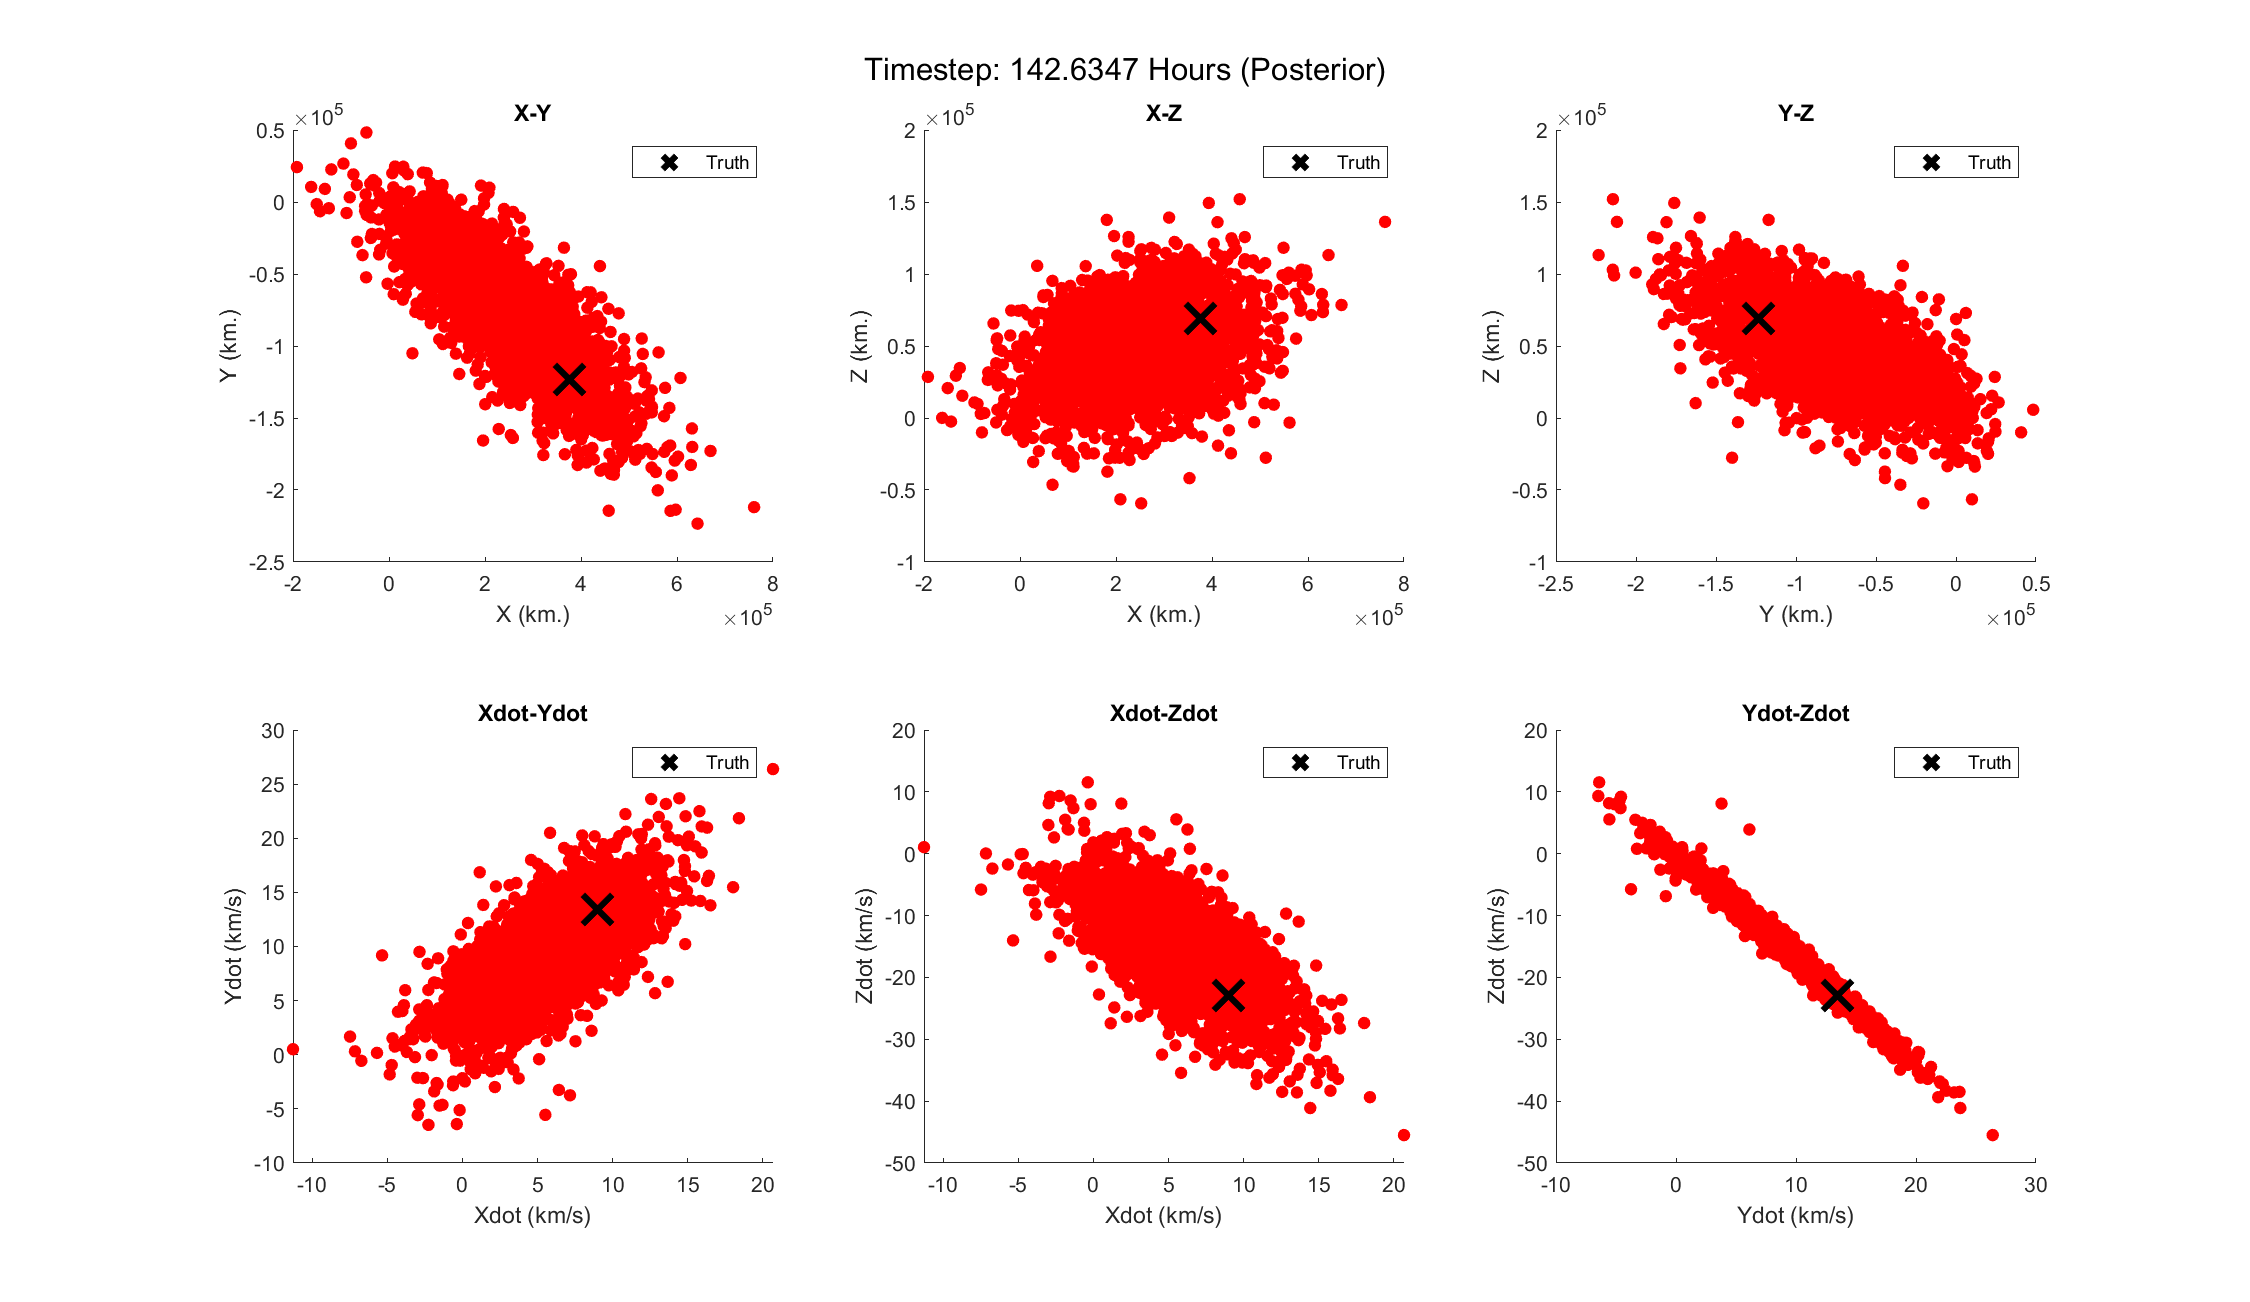 Timestep: 142.6347 Hours (Posterior)
X-Y
×10^5
0.5
0
-0.5
-1
-1.5
-2
-2.5
Y (km.)
-2 0 2 4 6 8
X (km.)
×10^5
Truth
X-Z
×10^5
2
1.5
1
0.5
0
-0.5
-1
Z (km.)
-2 0 2 4 6 8
X (km.)
×10^5
Truth
Y-Z
×10^5
2
1.5
1
0.5
0
-0.5
-1
Z (km.)
-2.5 -2 -1.5 -1 -0.5 0 0.5
Y (km.)
×10^5
Truth
Xdot-Ydot
30
25
20
15
10
5
0
-5
-10
Ydot (km/s)
-10 -5 0 5 10 15 20
Xdot (km/s)
Truth
Xdot-Zdot
20
10
0
-10
-20
-30
-40
-50
Zdot (km/s)
-10 -5 0 5 10 15 20
Xdot (km/s)
Truth
Ydot-Zdot
20
10
0
-10
-20
-30
-40
-50
Zdot (km/s)
-10 0 10 20 30
Ydot (km/s)
Truth